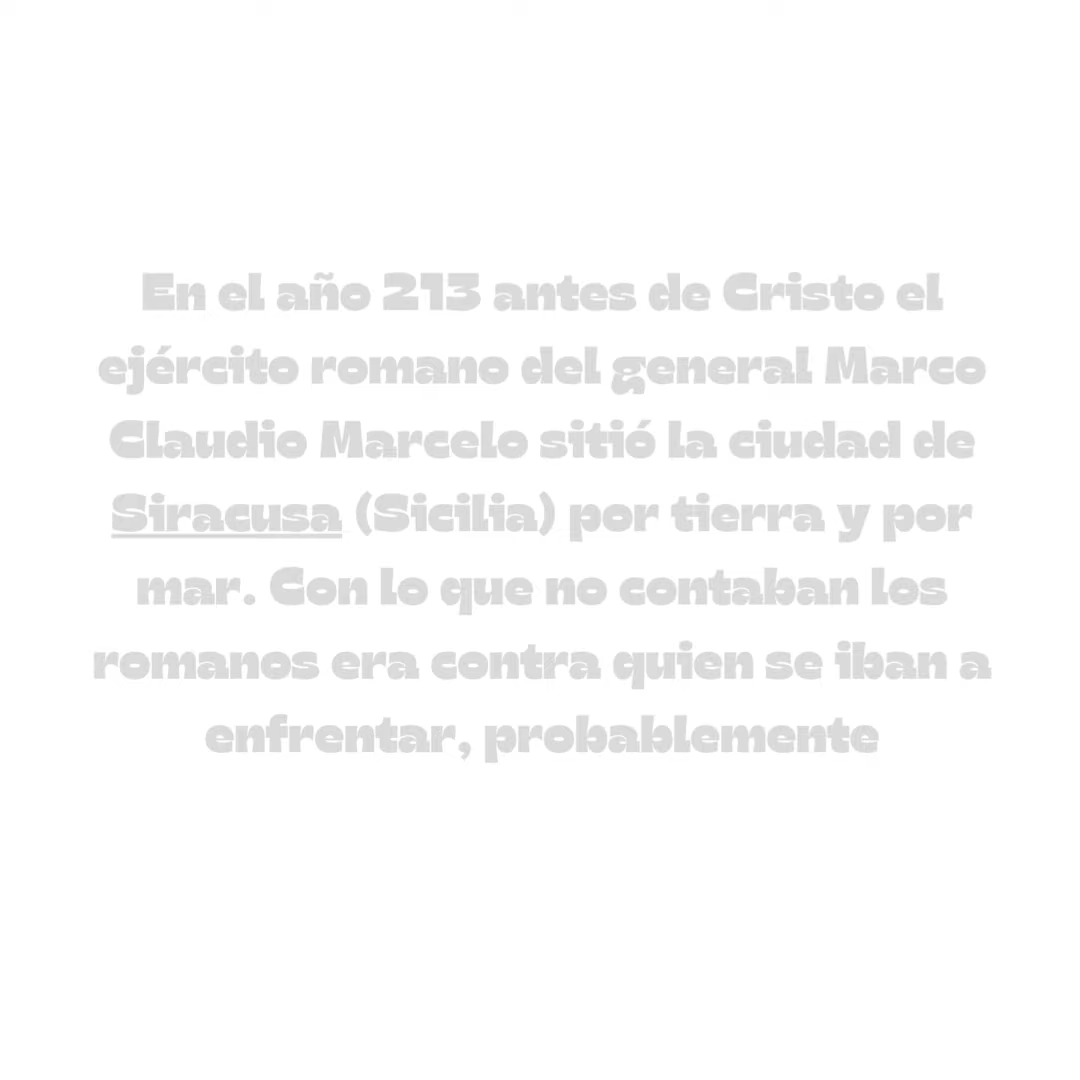 En el año 213 antes de Cristo el
ejército romano del general Marco
Claudio Marcelo sitió la ciudad de
Siracusa (Sicilia) por tierra y por
mar. Con lo que no contaban los
romanos era contra quien se iban a
enfrentar, probablemente